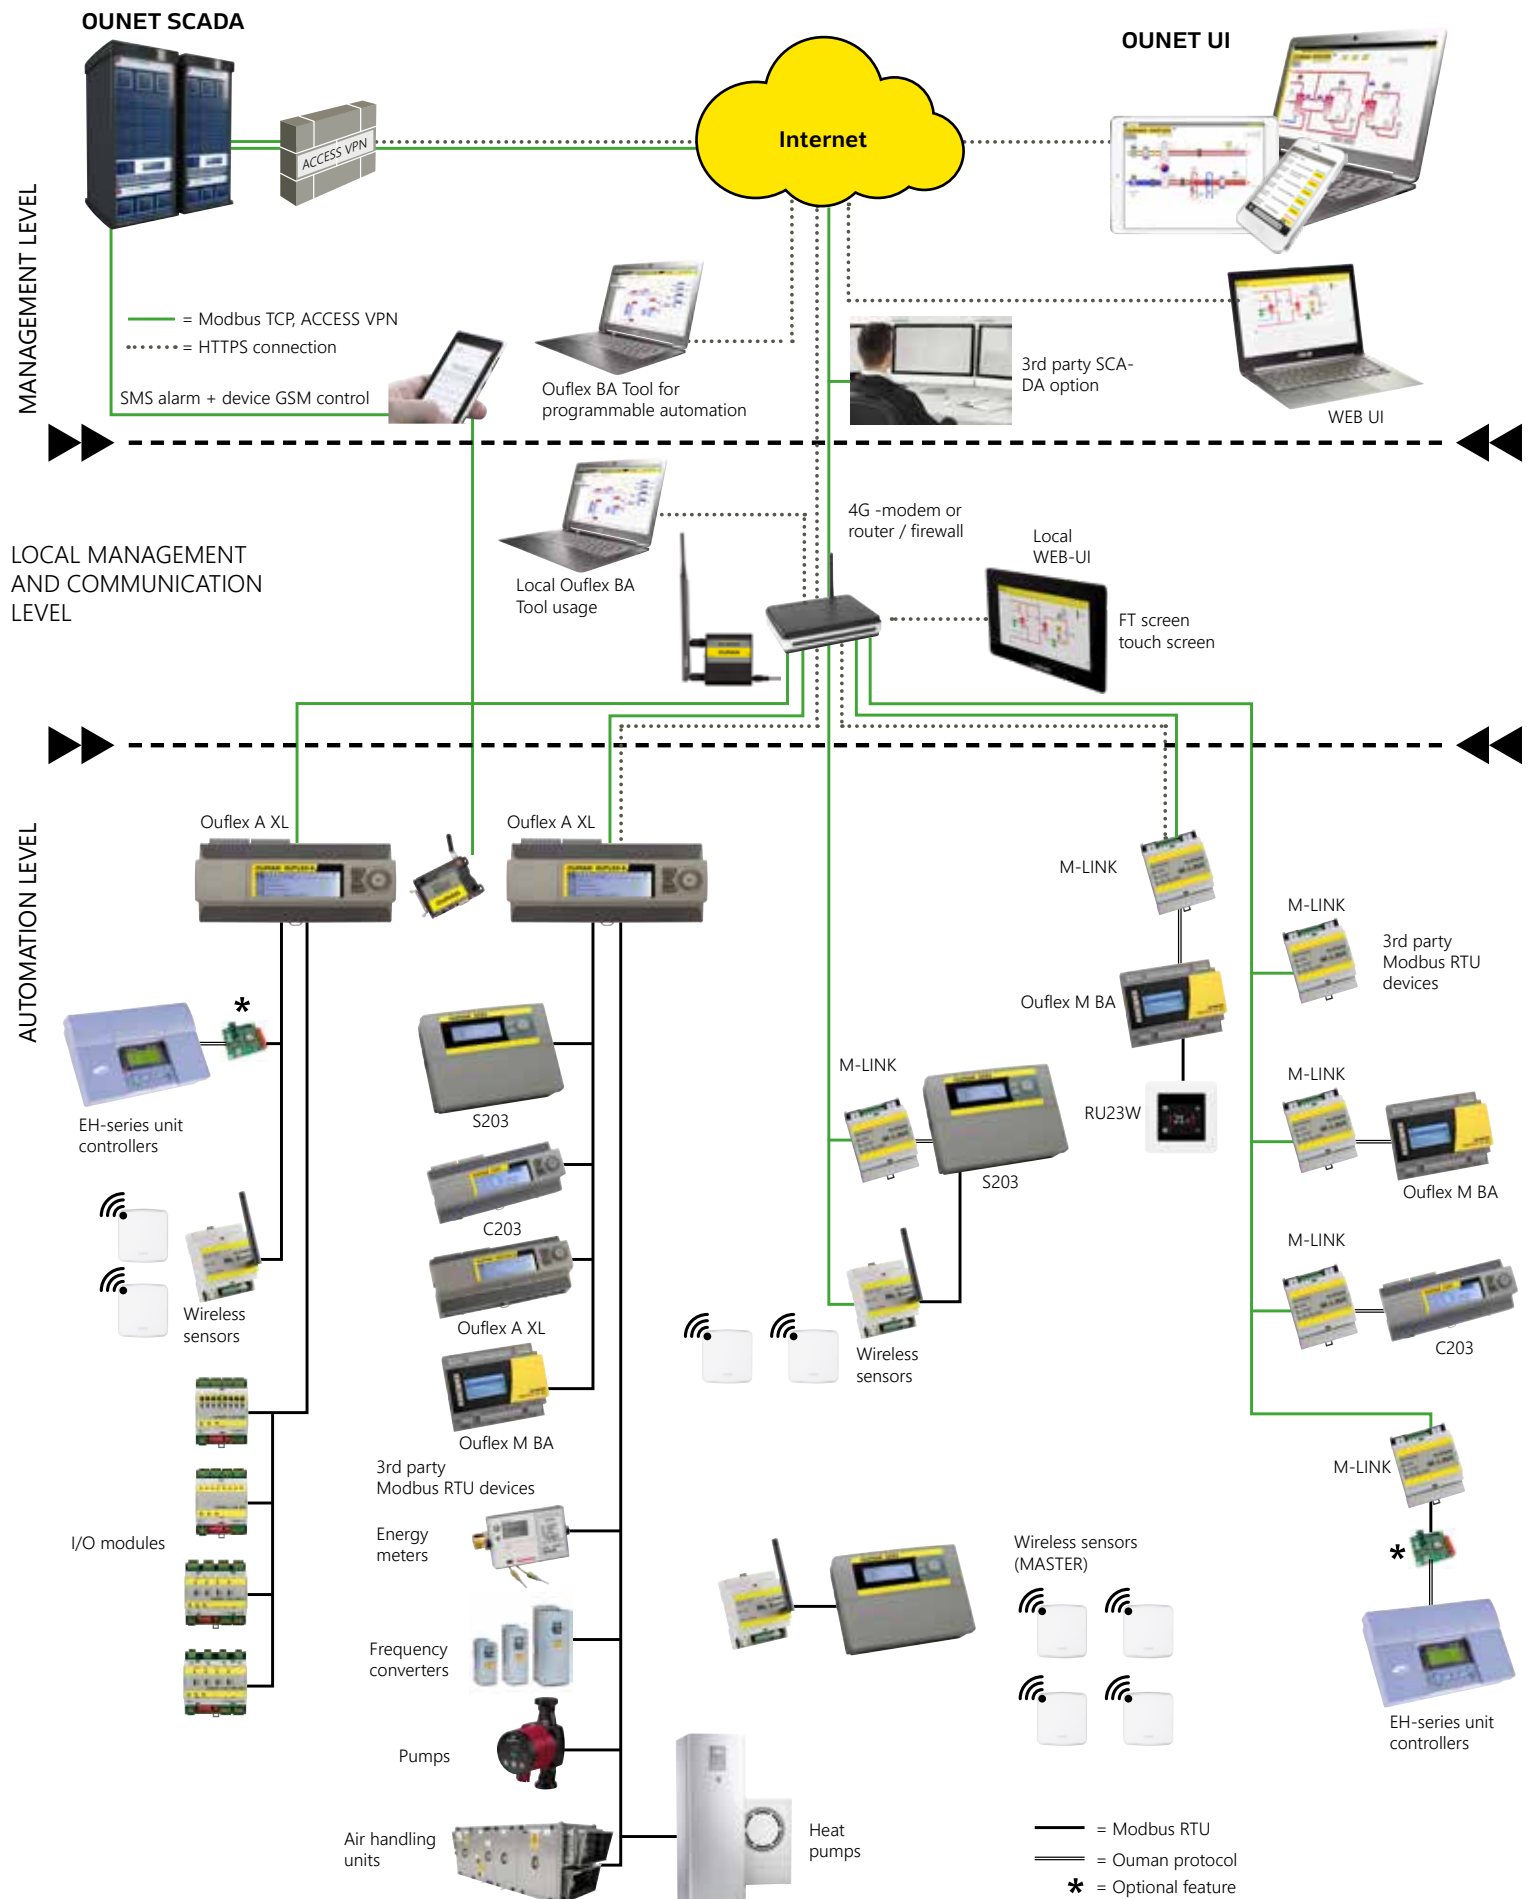 OUNET SCADA
OUNET UI
Internet
ACCESS VPN
MANAGEMENT LEVEL
= Modbus TCP, ACCESS VPN
= HTTPS connection
SMS alarm + device GSM control
Ouflex BA Tool for
programmable automation
3rd party SCA-
DA option
WEB UI
LOCAL MANAGEMENT
AND COMMUNICATION
LEVEL
Local Ouflex BA
Tool usage
4G -modem or
router / firewall
Local
WEB-UI
FT screen
touch screen
AUTOMATION LEVEL
Ouflex A XL
Ouflex A XL
M-LINK
M-LINK
3rd party
Modbus RTU
devices
*
Ouflex M BA
EH-series unit
controllers
S203
M-LINK
S203
RU23W
M-LINK
Ouflex M BA
C203
Wireless
sensors
Ouflex A XL
Wireless
sensors
M-LINK
C203
Ouflex M BA
3rd party
Modbus RTU devices
M-LINK
I/O modules
Energy
meters
Wireless sensors
(MASTER)
*
Frequency
converters
EH-series unit
controllers
Pumps
Air handling
units
Heat
pumps
= Modbus RTU
= Ouman protocol
* = Optional feature